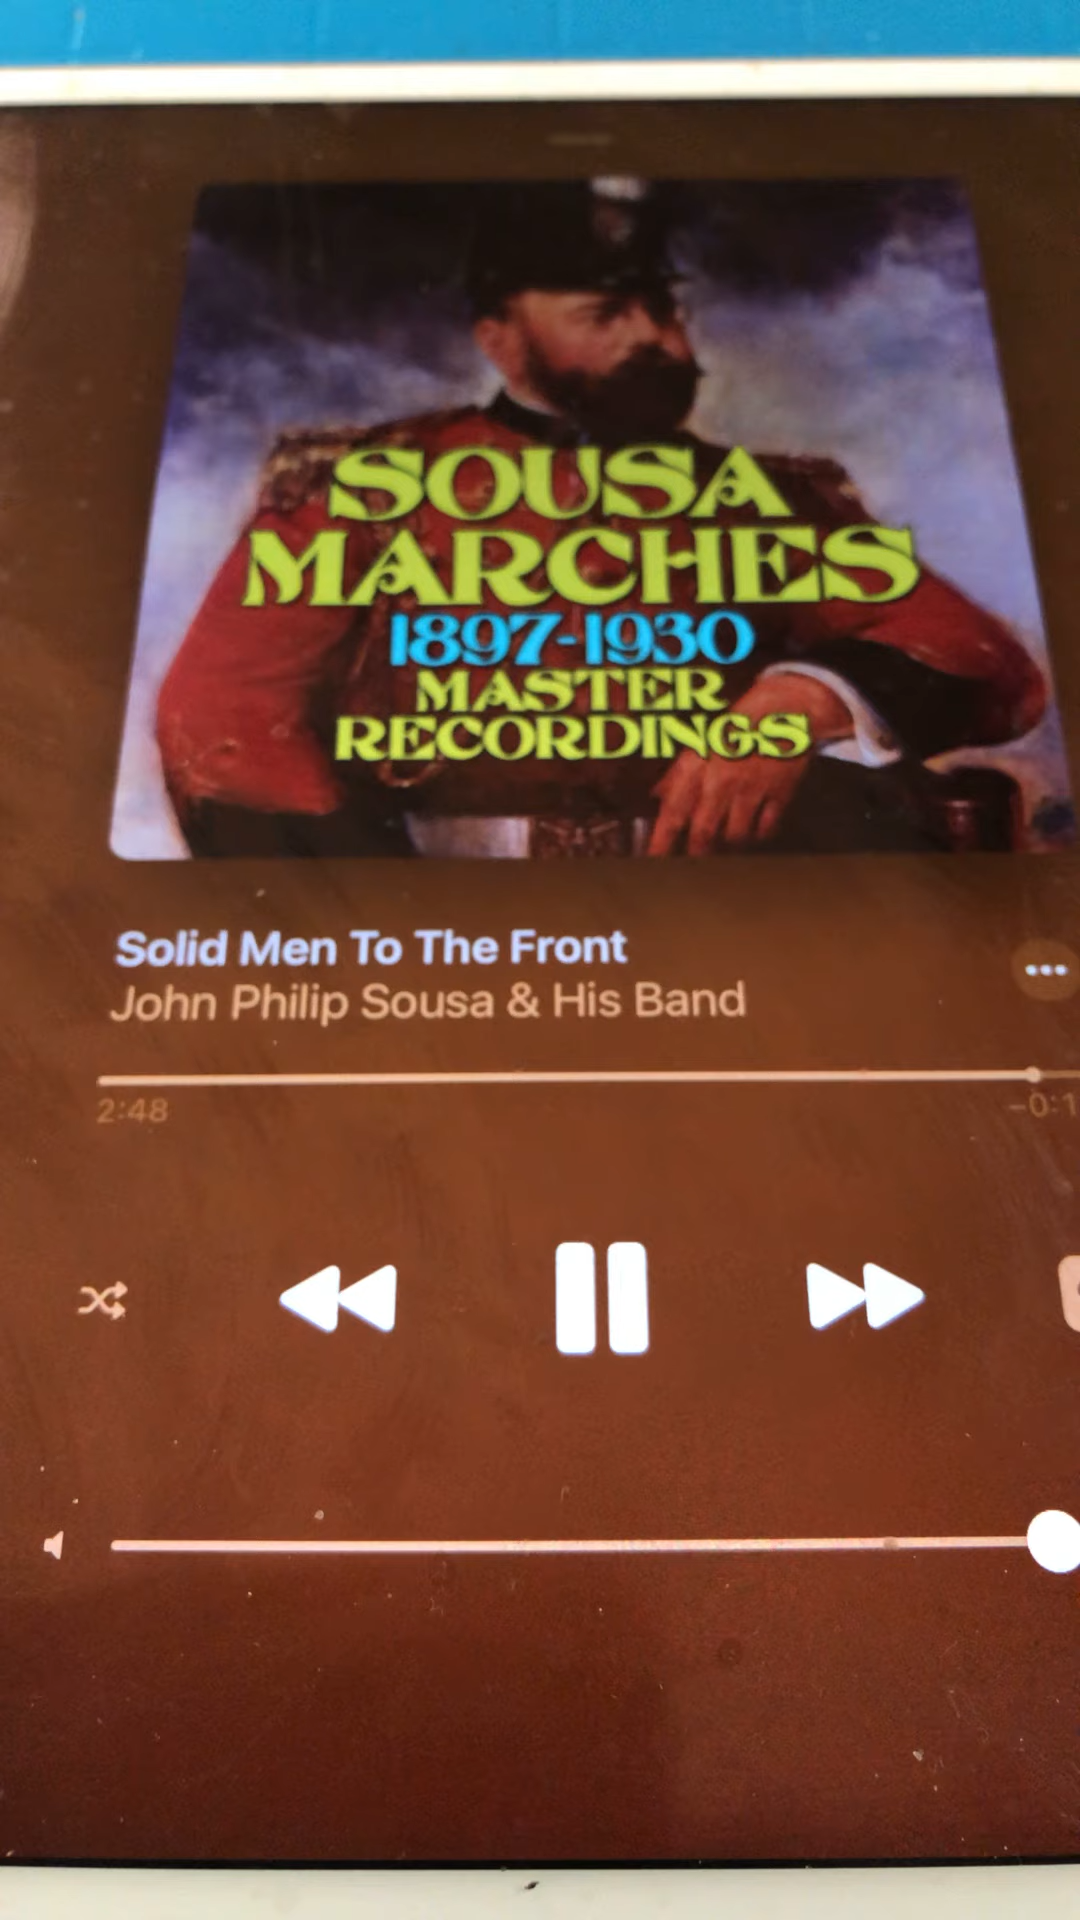 SOUSA
MARCHES
1897-1930
MASTER
RECORDINGS
Solid Men To The Front
John Philip Sousa & His Band
2:48